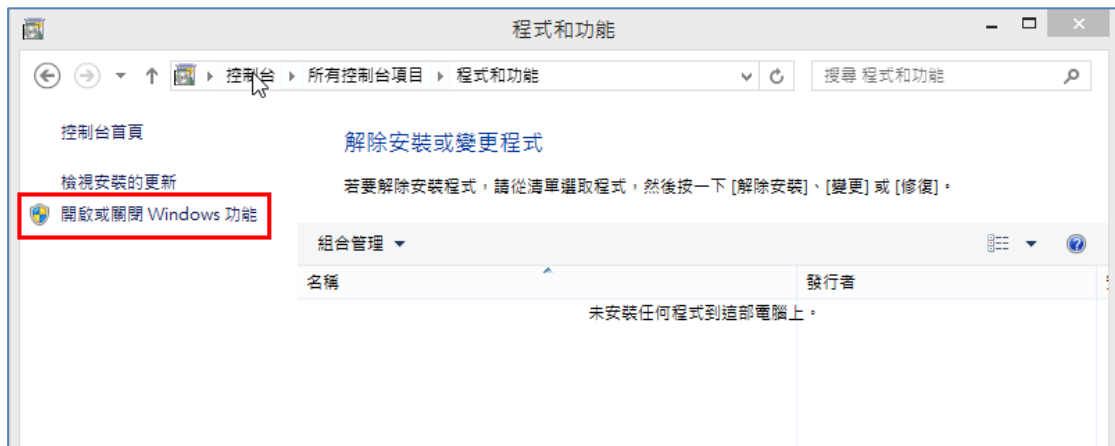 程式和功能
控制台 所有控制台項目 程式和功能
搜尋 程式和功能
控制台首頁
解除安裝或變更程式
檢視安裝的更新
若要解除安裝程式，請從清單選取程式，然後按一下 [解除安裝]、[變更] 或 [修復]。
開啟或關閉 Windows 功能
組合管理
名稱 發行者
未安裝任何程式到這部電腦上。